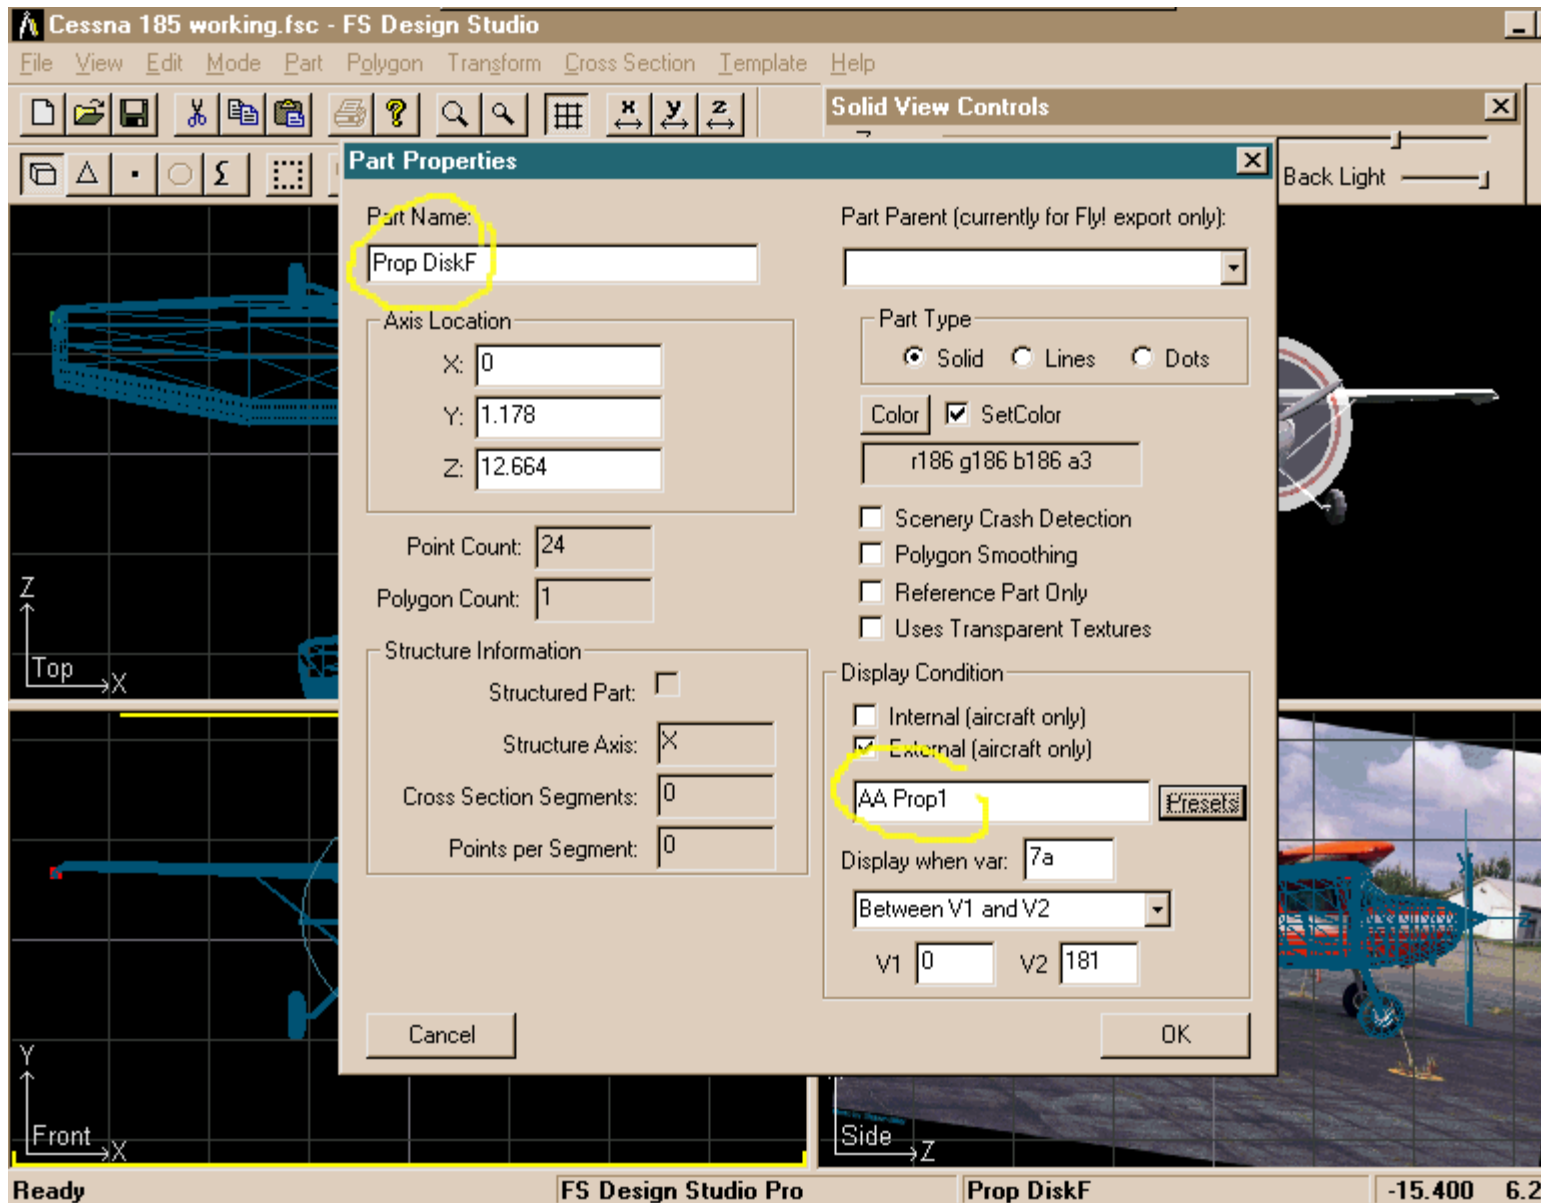 Cessna 185 working.fsc - FS Design Studio
File View Edit Mode Part Polygon Transform Cross Section Template Help
x y z
Solid View Controls
Back Light
Part Properties
Part Name:
Prop DiskF
Part Parent (currently for Fly! export only):
Axis Location
X: 0
Y: 1.178
Z: 12.664
Part Type
Solid Lines Dots
Color SetColor
r186 g186 b186 a3
Point Count: 24
Polygon Count: 1
Scenery Crash Detection
Polygon Smoothing
Reference Part Only
Uses Transparent Textures
Structure Information
Structured Part:
Structure Axis: X
Cross Section Segments: 0
Points per Segment: 0
Display Condition
Internal (aircraft only)
External (aircraft only)
AA Prop1 Presets
Display when var: 7a
Between V1 and V2
V1 0 V2 181
Cancel OK
Z
Top X
Y
Front X
Side Z
Z
Ready FS Design Studio Pro Prop DiskF -15.400 6.2